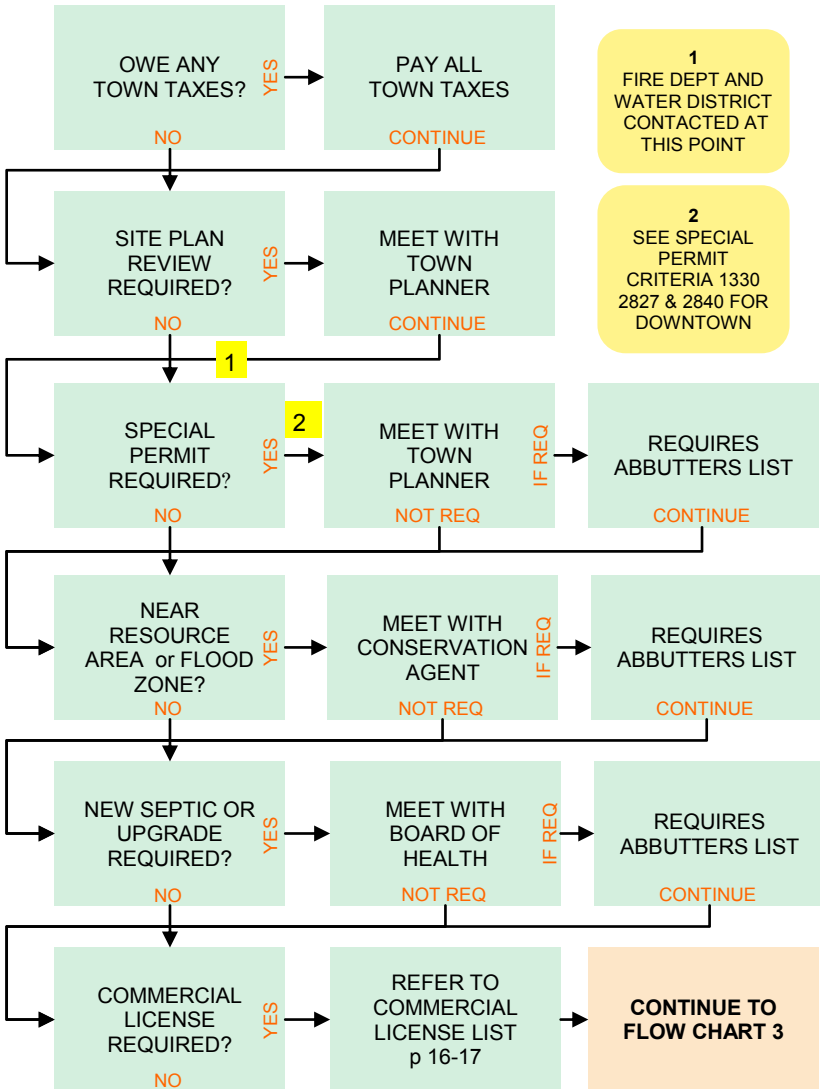 OWE ANY
TOWN TAXES?
YES
NO
PAY ALL
TOWN TAXES
CONTINUE
1
FIRE DEPT AND
WATER DISTRICT
CONTACTED AT
THIS POINT
SITE PLAN
REVIEW
REQUIRED?
YES
NO
MEET WITH
TOWN
PLANNER
CONTINUE
2
SEE SPECIAL
PERMIT
CRITERIA 1330
2827 & 2840 FOR
DOWNTOWN
1
SPECIAL
PERMIT
REQUIRED?
YES
NO
2
MEET WITH
TOWN
PLANNER
IF REQ
NOT REQ
REQUIRES
ABBUTTERS LIST
CONTINUE
NEAR
RESOURCE
AREA or FLOOD
ZONE?
YES
NO
MEET WITH
CONSERVATION
AGENT
IF REQ
NOT REQ
REQUIRES
ABBUTTERS LIST
CONTINUE
NEW SEPTIC OR
UPGRADE
REQUIRED?
YES
NO
MEET WITH
BOARD OF
HEALTH
IF REQ
NOT REQ
REQUIRES
ABBUTTERS LIST
CONTINUE
COMMERCIAL
LICENSE
REQUIRED?
YES
NO
REFER TO
COMMERCIAL
LICENSE LIST
p 16-17
CONTINUE TO
FLOW CHART 3